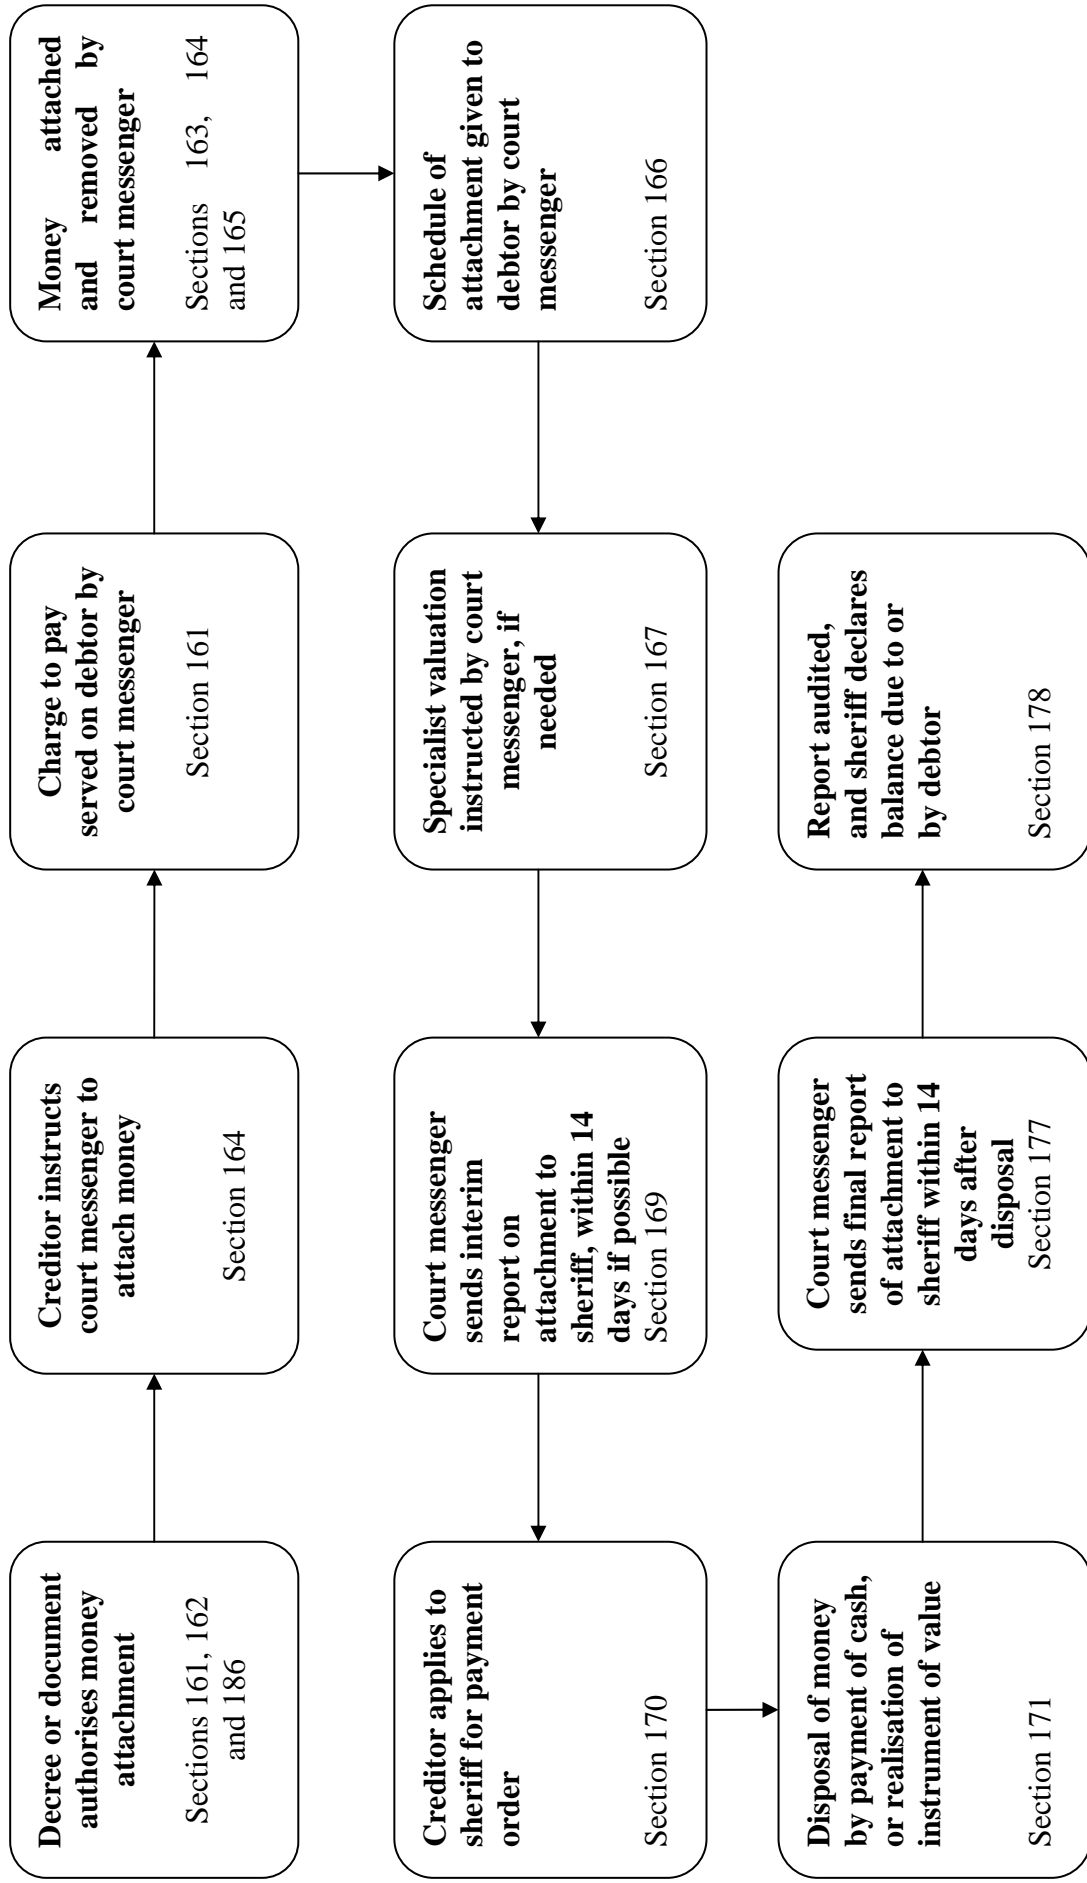 Decree or document
authorises money
attachment
Sections 161, 162
and 186
Creditor instructs
court messenger to
attach money
Section 164
Charge to pay
served on debtor by
court messenger
Section 161
Money attached
and removed by
court messenger
Sections 163, 164
and 165
Schedule of
attachment given to
debtor by court
messenger
Section 166
Specialist valuation
instructed by court
messenger, if
needed
Section 167
Court messenger
sends interim
report on
attachment to
sheriff, within 14
days if possible
Section 169
Creditor applies to
sheriff for payment
order
Section 170
Disposal of money
by payment of cash,
or realisation of
instrument of value
Section 171
Court messenger
sends final report
of attachment to
sheriff within 14
days after
disposal
Section 177
Report audited,
and sheriff declares
balance due to or
by debtor
Section 178